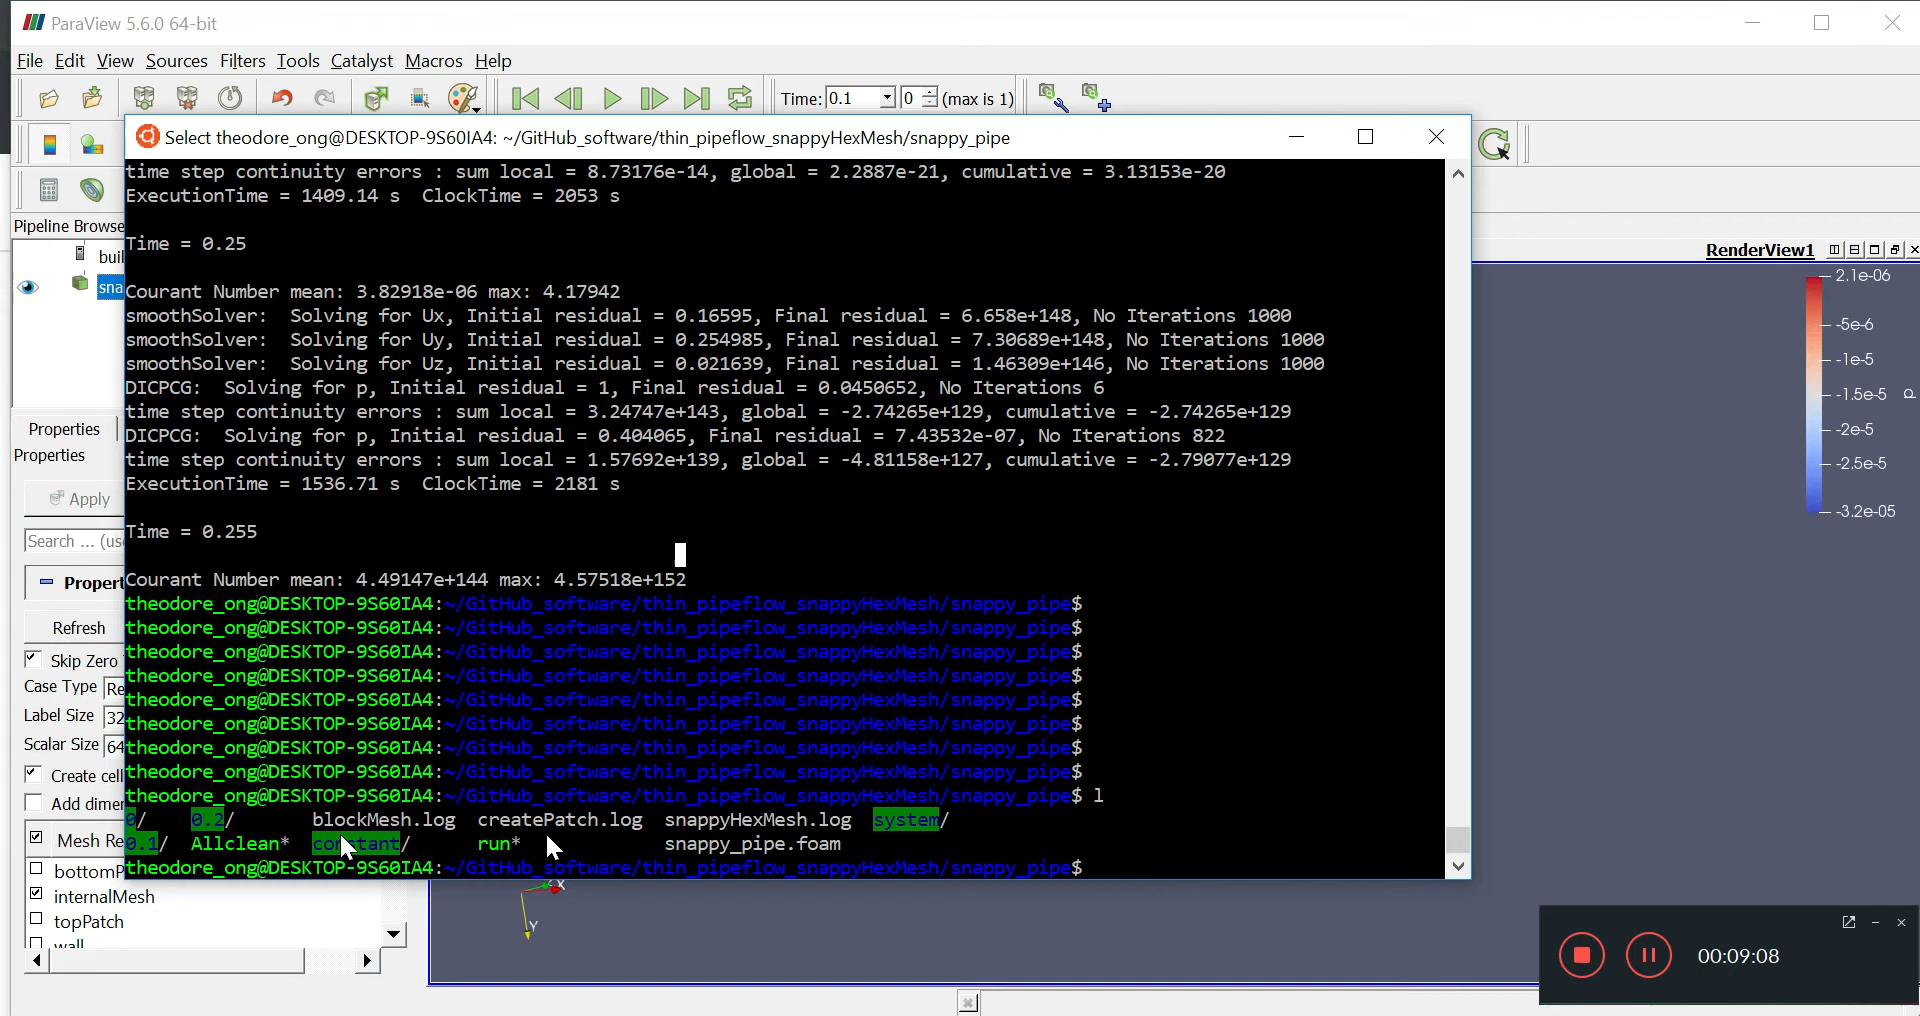 ParaView 5.6.0 64-bit
File Edit View Sources Filters Tools Catalyst Macros Help
Time: 0.1 0 (max is 1)
Select theodore_ong@DESKTOP-9S60IA4: ~/GitHub_software/thin_pipeflow_snappyHexMesh/snappy_pipe
time step continuity errors : sum local = 8.73176e-14, global = 2.2887e-21, cumulative = 3.13153e-20
ExecutionTime = 1409.14 s  ClockTime = 2053 s
Time = 0.25
Courant Number mean: 3.82918e-06 max: 4.17942
smoothSolver:  Solving for Ux, Initial residual = 0.16595, Final residual = 6.658e+148, No Iterations 1000
smoothSolver:  Solving for Uy, Initial residual = 0.254985, Final residual = 7.30689e+148, No Iterations 1000
smoothSolver:  Solving for Uz, Initial residual = 0.021639, Final residual = 1.46309e+146, No Iterations 1000
DICPCG:  Solving for p, Initial residual = 1, Final residual = 0.0450652, No Iterations 6
time step continuity errors : sum local = 3.24747e+143, global = -2.74265e+129, cumulative = -2.74265e+129
DICPCG:  Solving for p, Initial residual = 0.404065, Final residual = 7.43532e-07, No Iterations 822
time step continuity errors : sum local = 1.57692e+139, global = -4.81158e+127, cumulative = -2.79077e+129
ExecutionTime = 1536.71 s  ClockTime = 2181 s
Time = 0.255
Courant Number mean: 4.49147e+144 max: 4.57518e+152
theodore_ong@DESKTOP-9S60IA4:~/GitHub_software/thin_pipeflow_snappyHexMesh/snappy_pipe$
theodore_ong@DESKTOP-9S60IA4:~/GitHub_software/thin_pipeflow_snappyHexMesh/snappy_pipe$
theodore_ong@DESKTOP-9S60IA4:~/GitHub_software/thin_pipeflow_snappyHexMesh/snappy_pipe$
theodore_ong@DESKTOP-9S60IA4:~/GitHub_software/thin_pipeflow_snappyHexMesh/snappy_pipe$
theodore_ong@DESKTOP-9S60IA4:~/GitHub_software/thin_pipeflow_snappyHexMesh/snappy_pipe$
theodore_ong@DESKTOP-9S60IA4:~/GitHub_software/thin_pipeflow_snappyHexMesh/snappy_pipe$
theodore_ong@DESKTOP-9S60IA4:~/GitHub_software/thin_pipeflow_snappyHexMesh/snappy_pipe$
theodore_ong@DESKTOP-9S60IA4:~/GitHub_software/thin_pipeflow_snappyHexMesh/snappy_pipe$
theodore_ong@DESKTOP-9S60IA4:~/GitHub_software/thin_pipeflow_snappyHexMesh/snappy_pipe$ l
0/ 0.2/ blockMesh.log createPatch.log snappyHexMesh.log system/
0.1/ Allclean* constant/ run* snappy_pipe.foam
theodore_ong@DESKTOP-9S60IA4:~/GitHub_software/thin_pipeflow_snappyHexMesh/snappy_pipe$
Pipeline Browse
buil
sna
Properties
Properties
Apply
Search ... (us
Propert
Refresh
Skip Zero
Case Type Re
Label Size 32
Scalar Size 64
Create cell
Add dimen
Mesh Re
bottomP
internalMesh
topPatch
wall
RenderView1
2.1e-06
-5e-6
-1e-5
-1.5e-5 p
-2e-5
-2.5e-5
-3.2e-05
X
Y
00:09:08